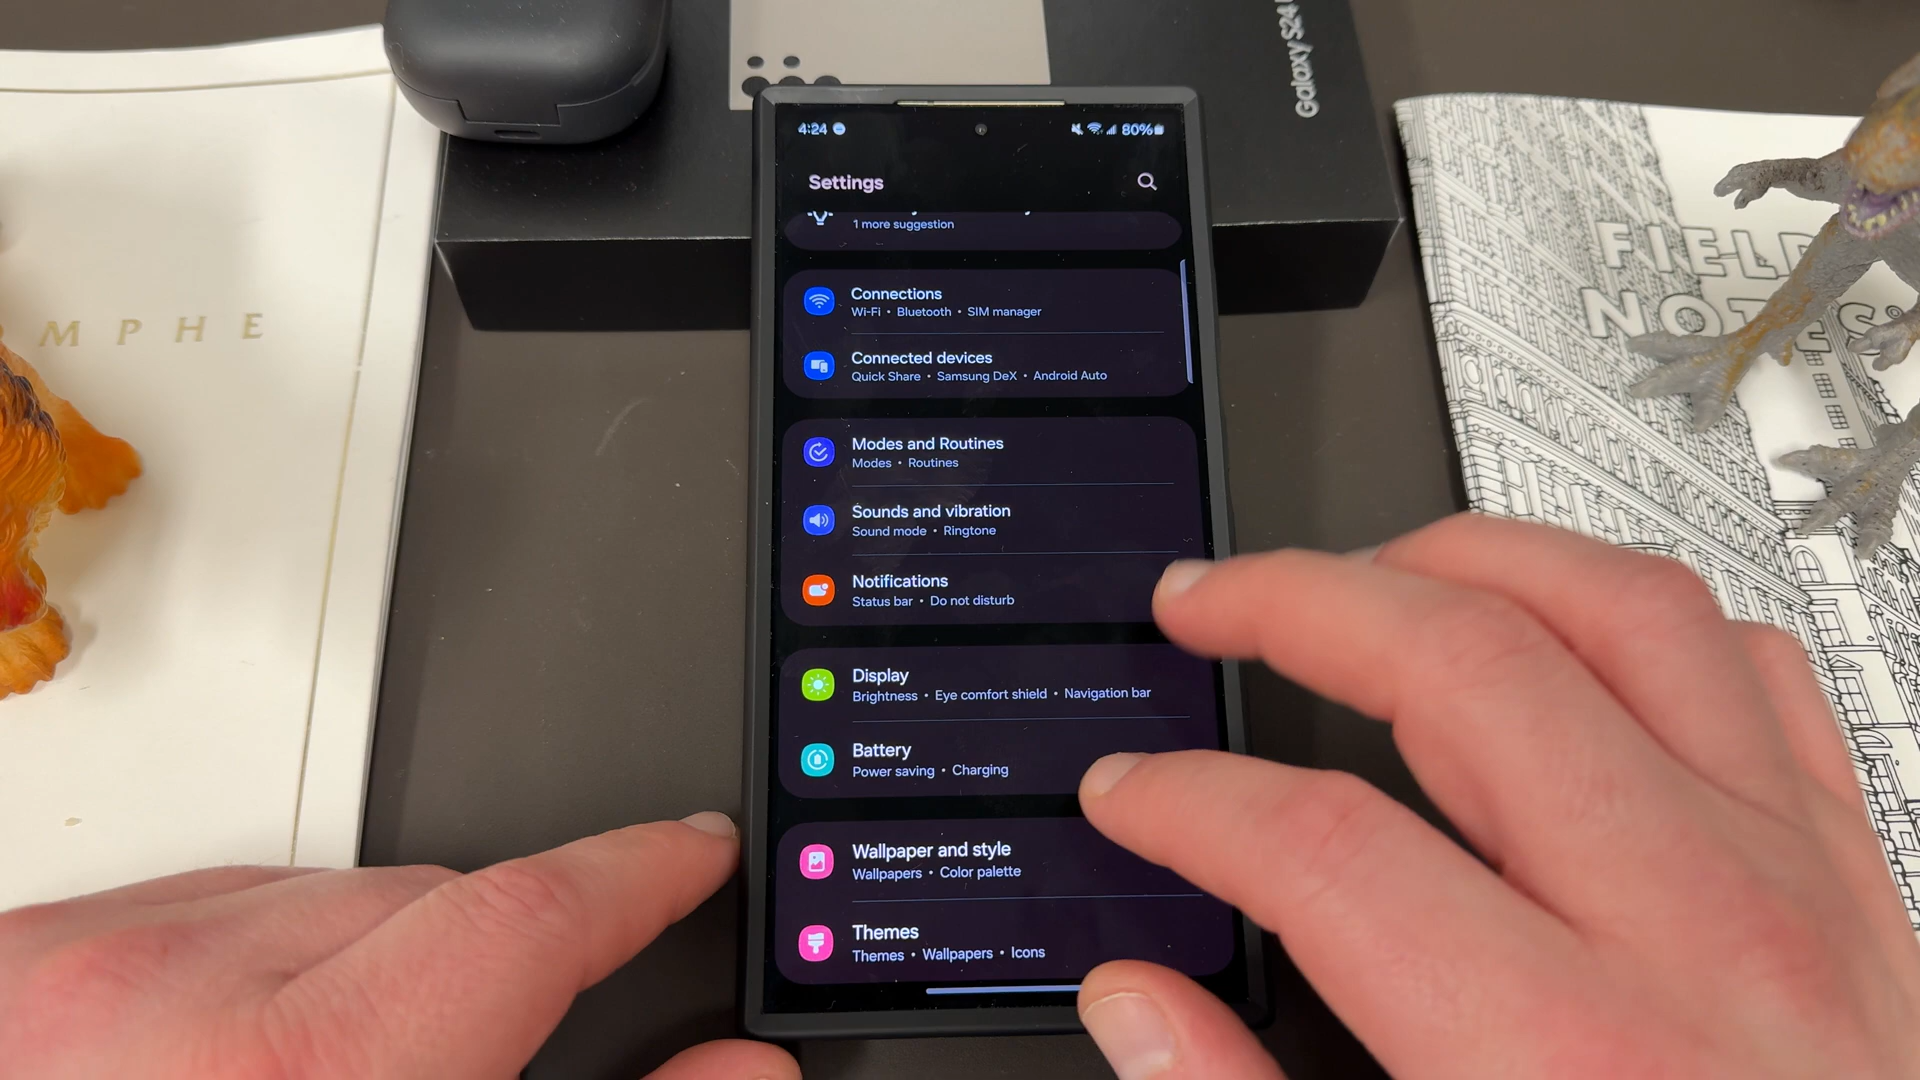 Galaxy S24
4:24
80%
Settings
1 more suggestion
Connections
Wi-Fi • Bluetooth • SIM manager
Connected devices
Quick Share • Samsung DeX • Android Auto
Modes and Routines
Modes • Routines
Sounds and vibration
Sound mode • Ringtone
Notifications
Status bar • Do not disturb
Display
Brightness • Eye comfort shield • Navigation bar
Battery
Power saving • Charging
Wallpaper and style
Wallpapers • Color palette
Themes
Themes • Wallpapers • Icons
MPHE
FIELD
NOTES